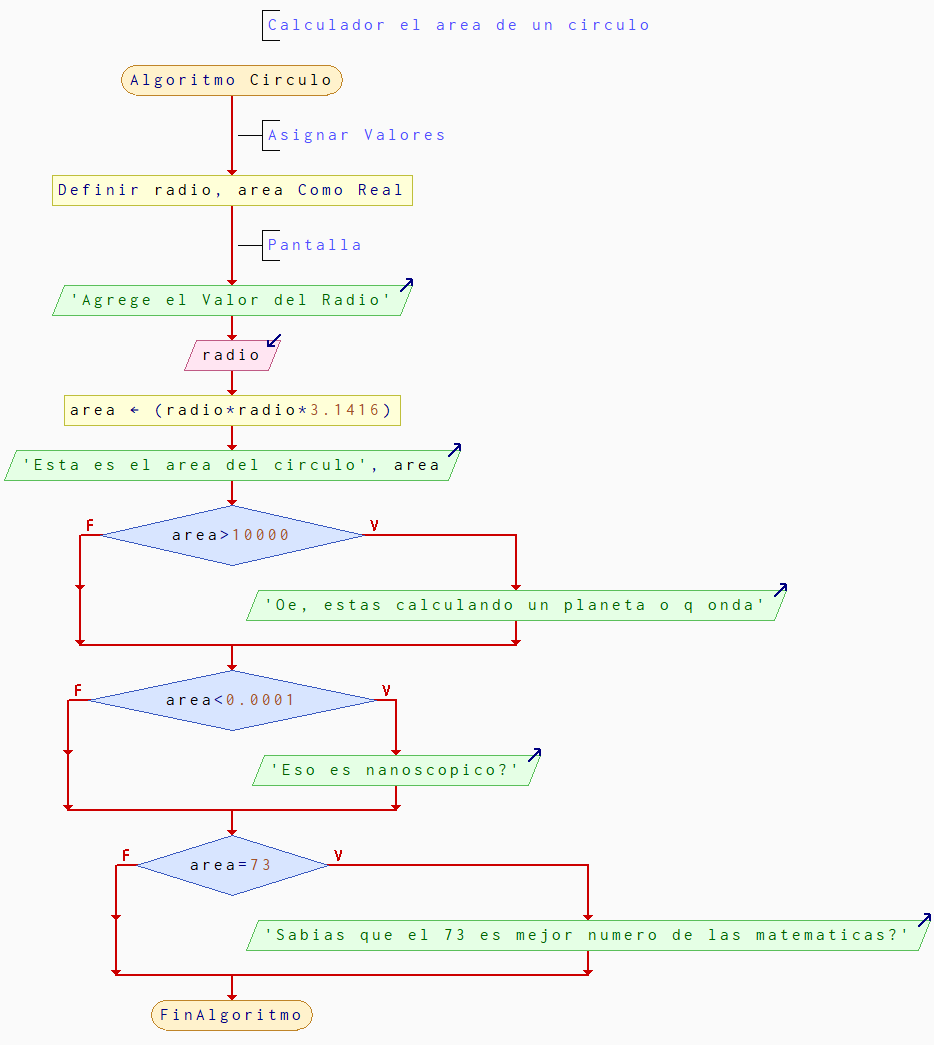 Calculador el area de un circulo
Algoritmo Circulo
Asignar Valores
Definir radio, area Como Real
Pantalla
'Agrege el Valor del Radio'
radio
area ← (radio*radio*3.1416)
'Esta es el area del circulo', area
F
V
area>10000
'Oe, estas calculando un planeta o q onda'
F
V
area<0.0001
'Eso es nanoscopico?'
F
V
area=73
'Sabias que el 73 es mejor numero de las matematicas?'
FinAlgoritmo